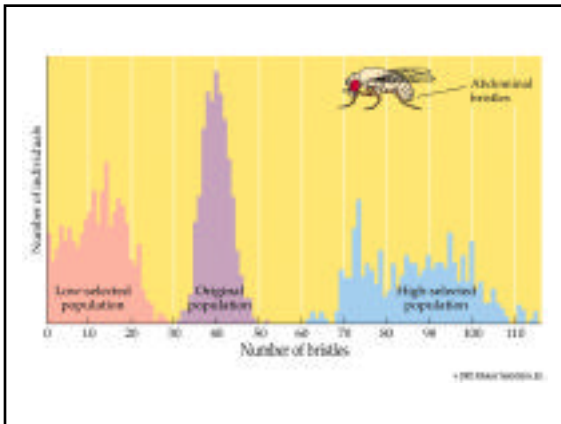 Abdominal
bristles
Number of individuals
Low-selected
population
Original
population
High-selected
population
0 10 20 30 40 50 60 70 80 90 100 110
Number of bristles